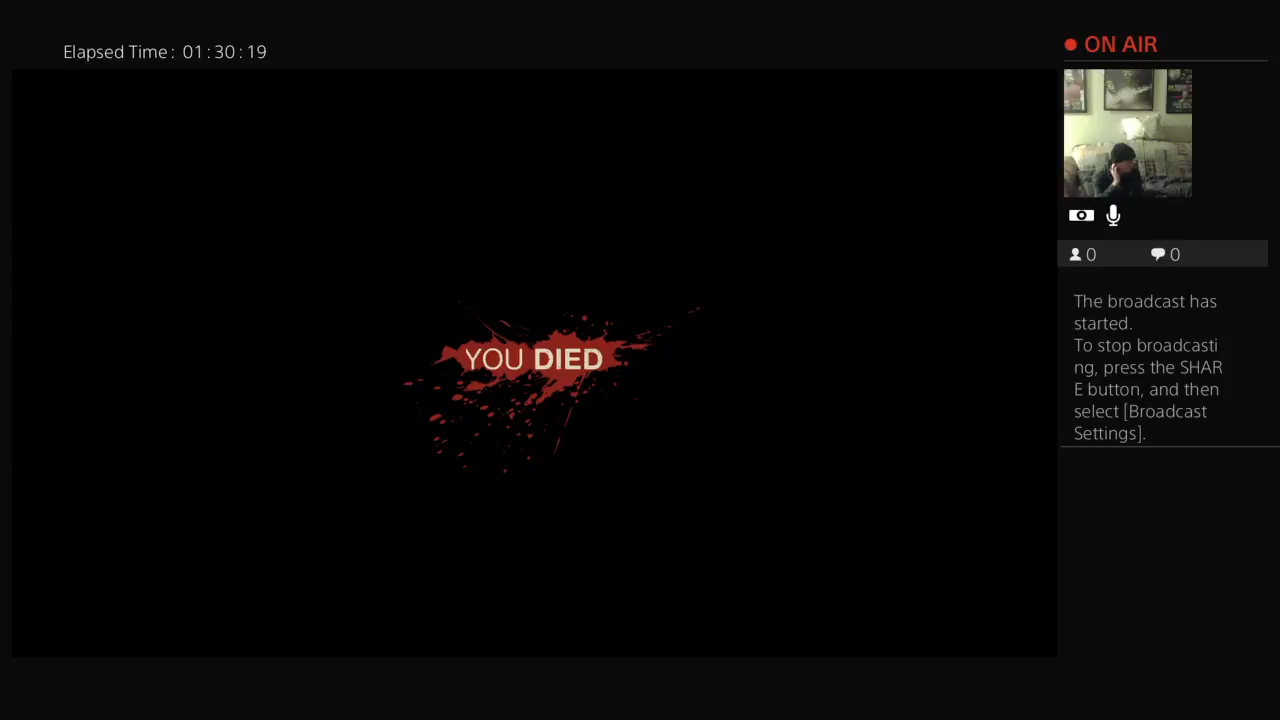 Elapsed Time: 01:30:19
ON AIR
0 0
YOU DIED
The broadcast has
started.
To stop broadcasti
ng, press the SHAR
E button, and then
select [Broadcast
Settings].